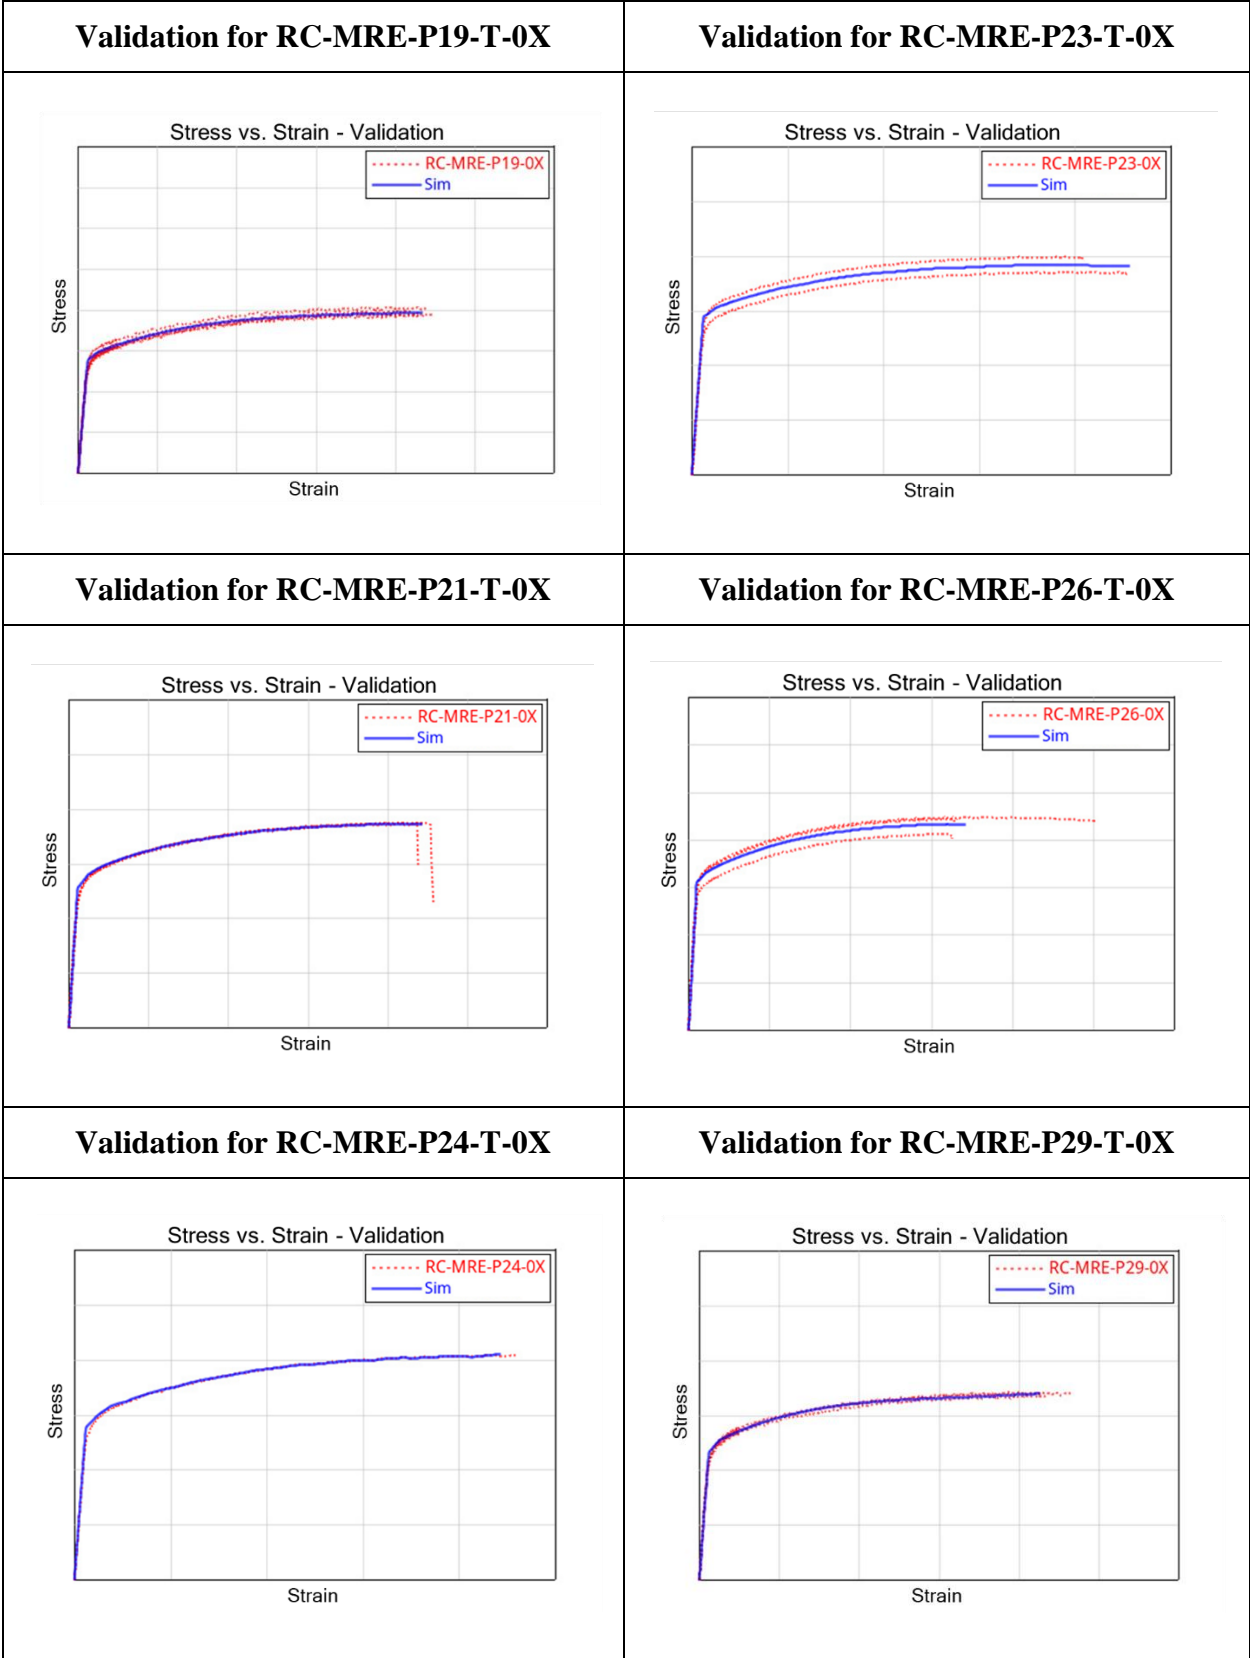 Validation for RC-MRE-P19-T-0X
Validation for RC-MRE-P23-T-0X
Stress vs. Strain - Validation
RC-MRE-P19-0X
Sim
Stress
Strain
Stress vs. Strain - Validation
RC-MRE-P23-0X
Sim
Stress
Strain
Validation for RC-MRE-P21-T-0X
Validation for RC-MRE-P26-T-0X
Stress vs. Strain - Validation
RC-MRE-P21-0X
Sim
Stress
Strain
Stress vs. Strain - Validation
RC-MRE-P26-0X
Sim
Stress
Strain
Validation for RC-MRE-P24-T-0X
Validation for RC-MRE-P29-T-0X
Stress vs. Strain - Validation
RC-MRE-P24-0X
Sim
Stress
Strain
Stress vs. Strain - Validation
RC-MRE-P29-0X
Sim
Stress
Strain